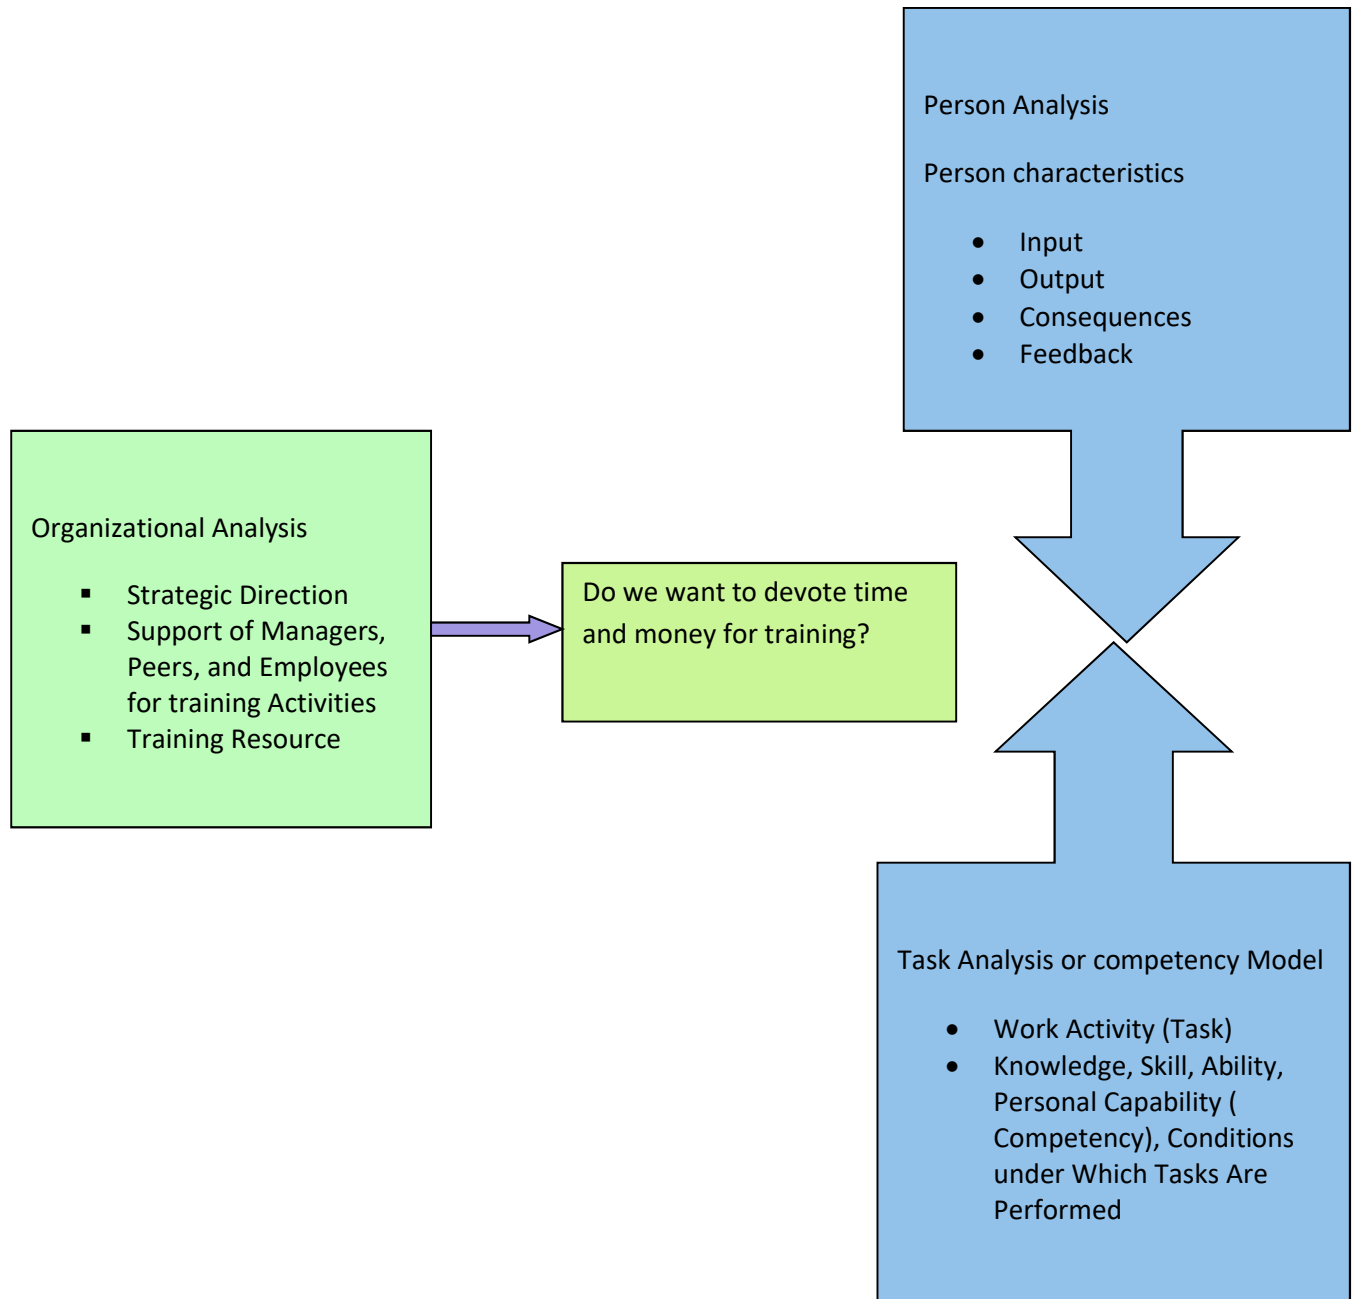 Person Analysis
Person characteristics
• Input
• Output
• Consequences
• Feedback
Organizational Analysis
▪ Strategic Direction
▪ Support of Managers,
Peers, and Employees
for training Activities
▪ Training Resource
Do we want to devote time
and money for training?
Task Analysis or competency Model
• Work Activity (Task)
• Knowledge, Skill, Ability,
Personal Capability (
Competency), Conditions
under Which Tasks Are
Performed